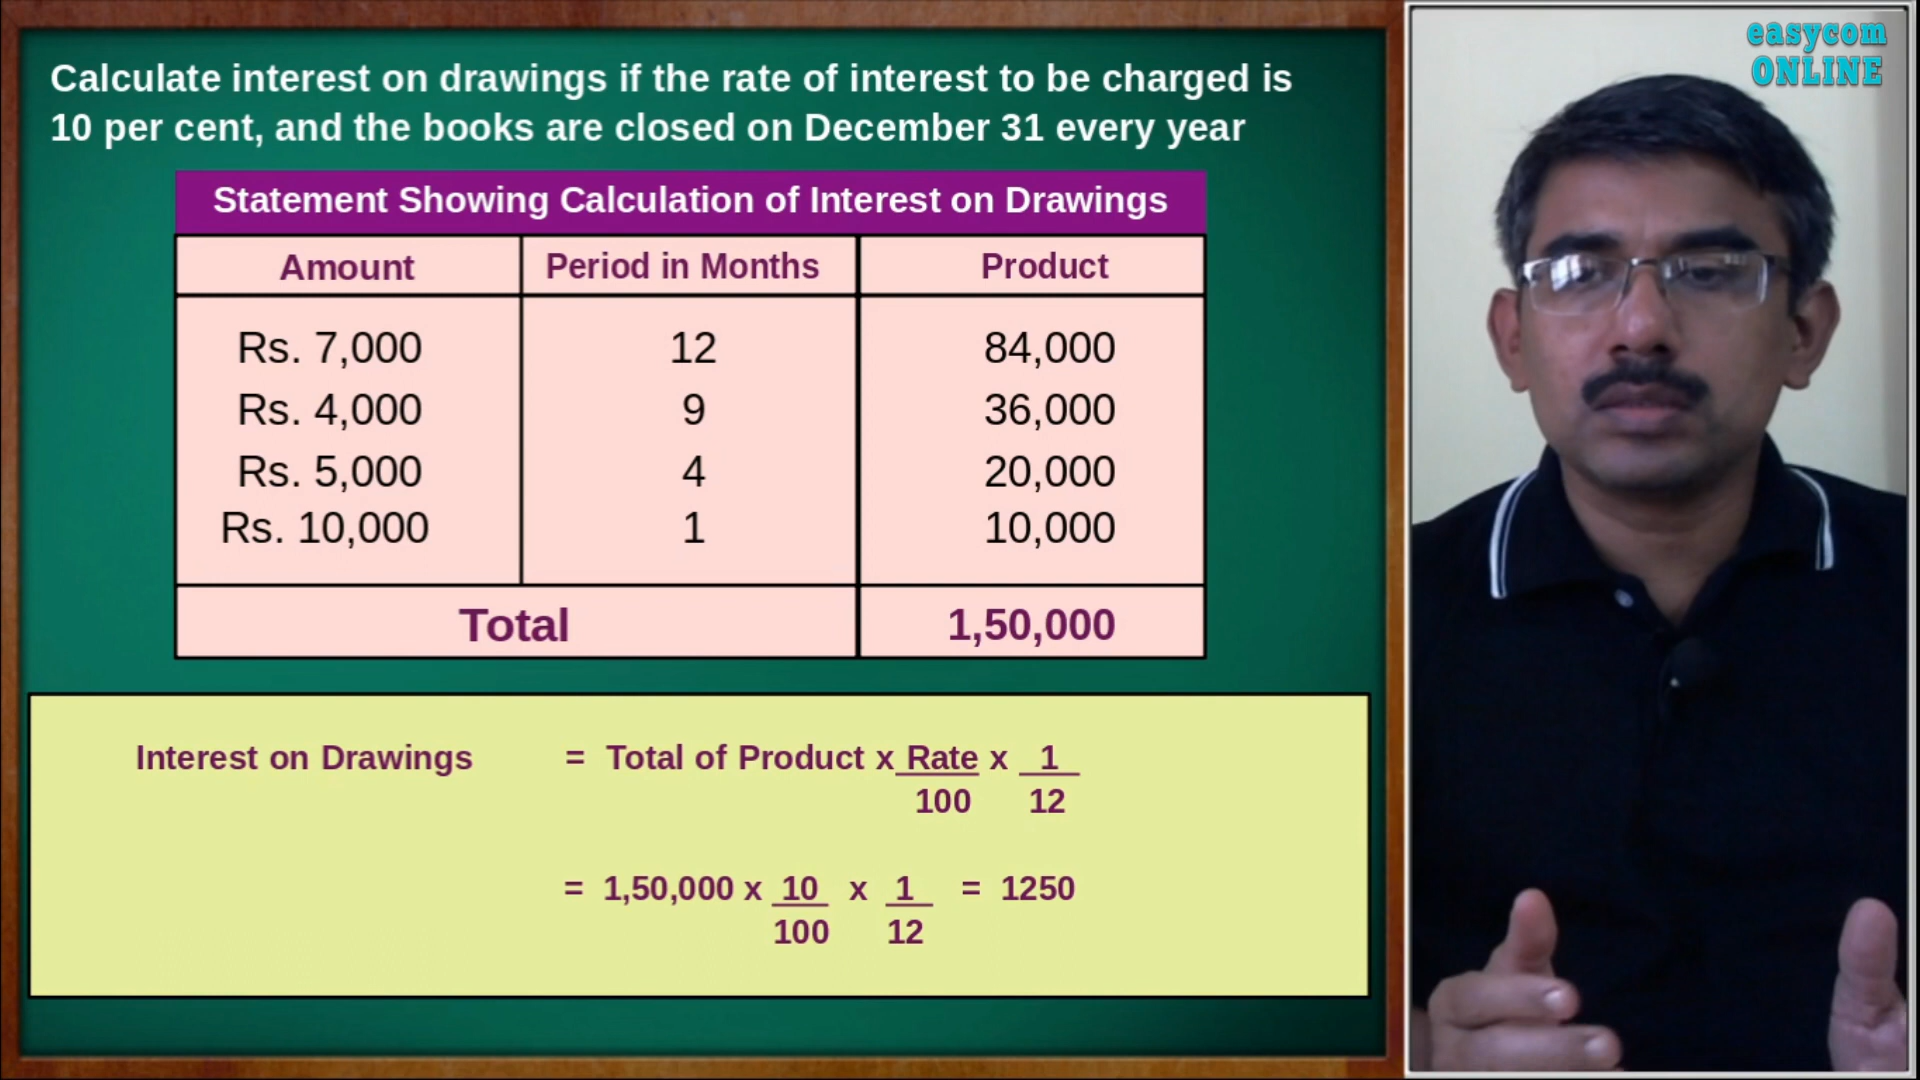 easycom
ONLINE
Calculate interest on drawings if the rate of interest to be charged is
10 per cent, and the books are closed on December 31 every year
Statement Showing Calculation of Interest on Drawings
Amount Period in Months Product
Rs. 7,000 12 84,000
Rs. 4,000 9 36,000
Rs. 5,000 4 20,000
Rs. 10,000 1 10,000
Total 1,50,000
Interest on Drawings = Total of Product x Rate x 1
100 12
= 1,50,000 x 10 x 1 = 1250
100 12